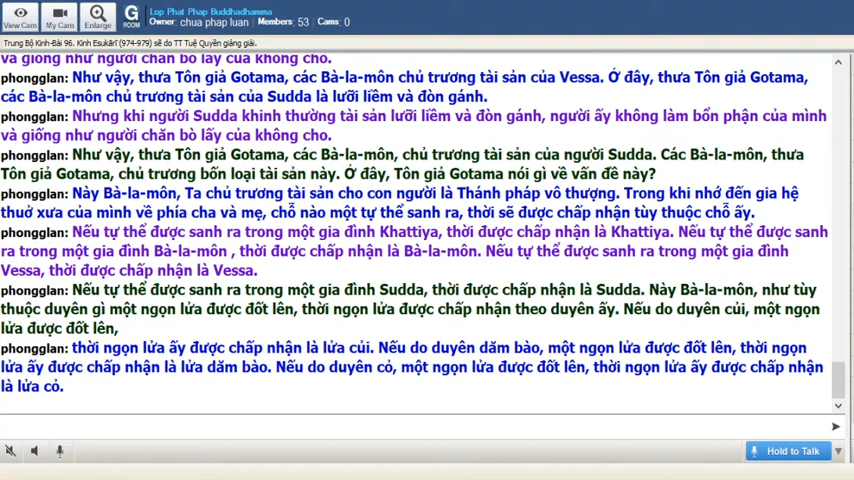 View Cam
My Cam
Enlarge
G
ROOM
Lop Phat Phap Buddhadhamma
Owner: chua phap luan Members: 53 Cams: 0
Trung Bộ Kinh-Bài 96. Kinh Esukārī (974-979) sẽ do TT Tuệ Quyền giảng giải.
và giống như người chăn bò lấy của không cho.
phongglan: Như vậy, thưa Tôn giả Gotama, các Bà-la-môn chủ trương tài sản của Vessa. Ở đây, thưa Tôn giả Gotama,
các Bà-la-môn chủ trương tài sản của Sudda là lưỡi liềm và đòn gánh.
phongglan: Nhưng khi người Sudda khinh thường tài sản lưỡi liềm và đòn gánh, người ấy không làm bổn phận của mình
và giống như người chăn bò lấy của không cho.
phongglan: Như vậy, thưa Tôn giả Gotama, các Bà-la-môn, chủ trương tài sản của người Sudda. Các Bà-la-môn, thưa
Tôn giả Gotama, chủ trương bốn loại tài sản này. Ở đây, Tôn giả Gotama nói gì về vấn đề này?
phongglan: Này Bà-la-môn, Ta chủ trương tài sản cho con người là Thánh pháp vô thượng. Trong khi nhớ đến gia hệ
thuở xưa của mình về phía cha và mẹ, chỗ nào một tự thể sanh ra, thời sẽ được chấp nhận tùy thuộc chỗ ấy.
phongglan: Nếu tự thể được sanh ra trong một gia đình Khattiya, thời được chấp nhận là Khattiya. Nếu tự thể được sanh
ra trong một gia đình Bà-la-môn , thời được chấp nhận là Bà-la-môn. Nếu tự thể được sanh ra trong một gia đình
Vessa, thời được chấp nhận là Vessa.
phongglan: Nếu tự thể được sanh ra trong một gia đình Sudda, thời được chấp nhận là Sudda. Này Bà-la-môn, như tùy
thuộc duyên gì một ngọn lửa được đốt lên, thời ngọn lửa được chấp nhận theo duyên ấy. Nếu do duyên củi, một ngọn
lửa được đốt lên,
phongglan: thời ngọn lửa ấy được chấp nhận là lửa củi. Nếu do duyên dăm bào, một ngọn lửa được đốt lên, thời ngọn
lửa ấy được chấp nhận là lửa dăm bào. Nếu do duyên cỏ, một ngọn lửa được đốt lên, thời ngọn lửa ấy được chấp nhận
là lửa cỏ.
Hold to Talk